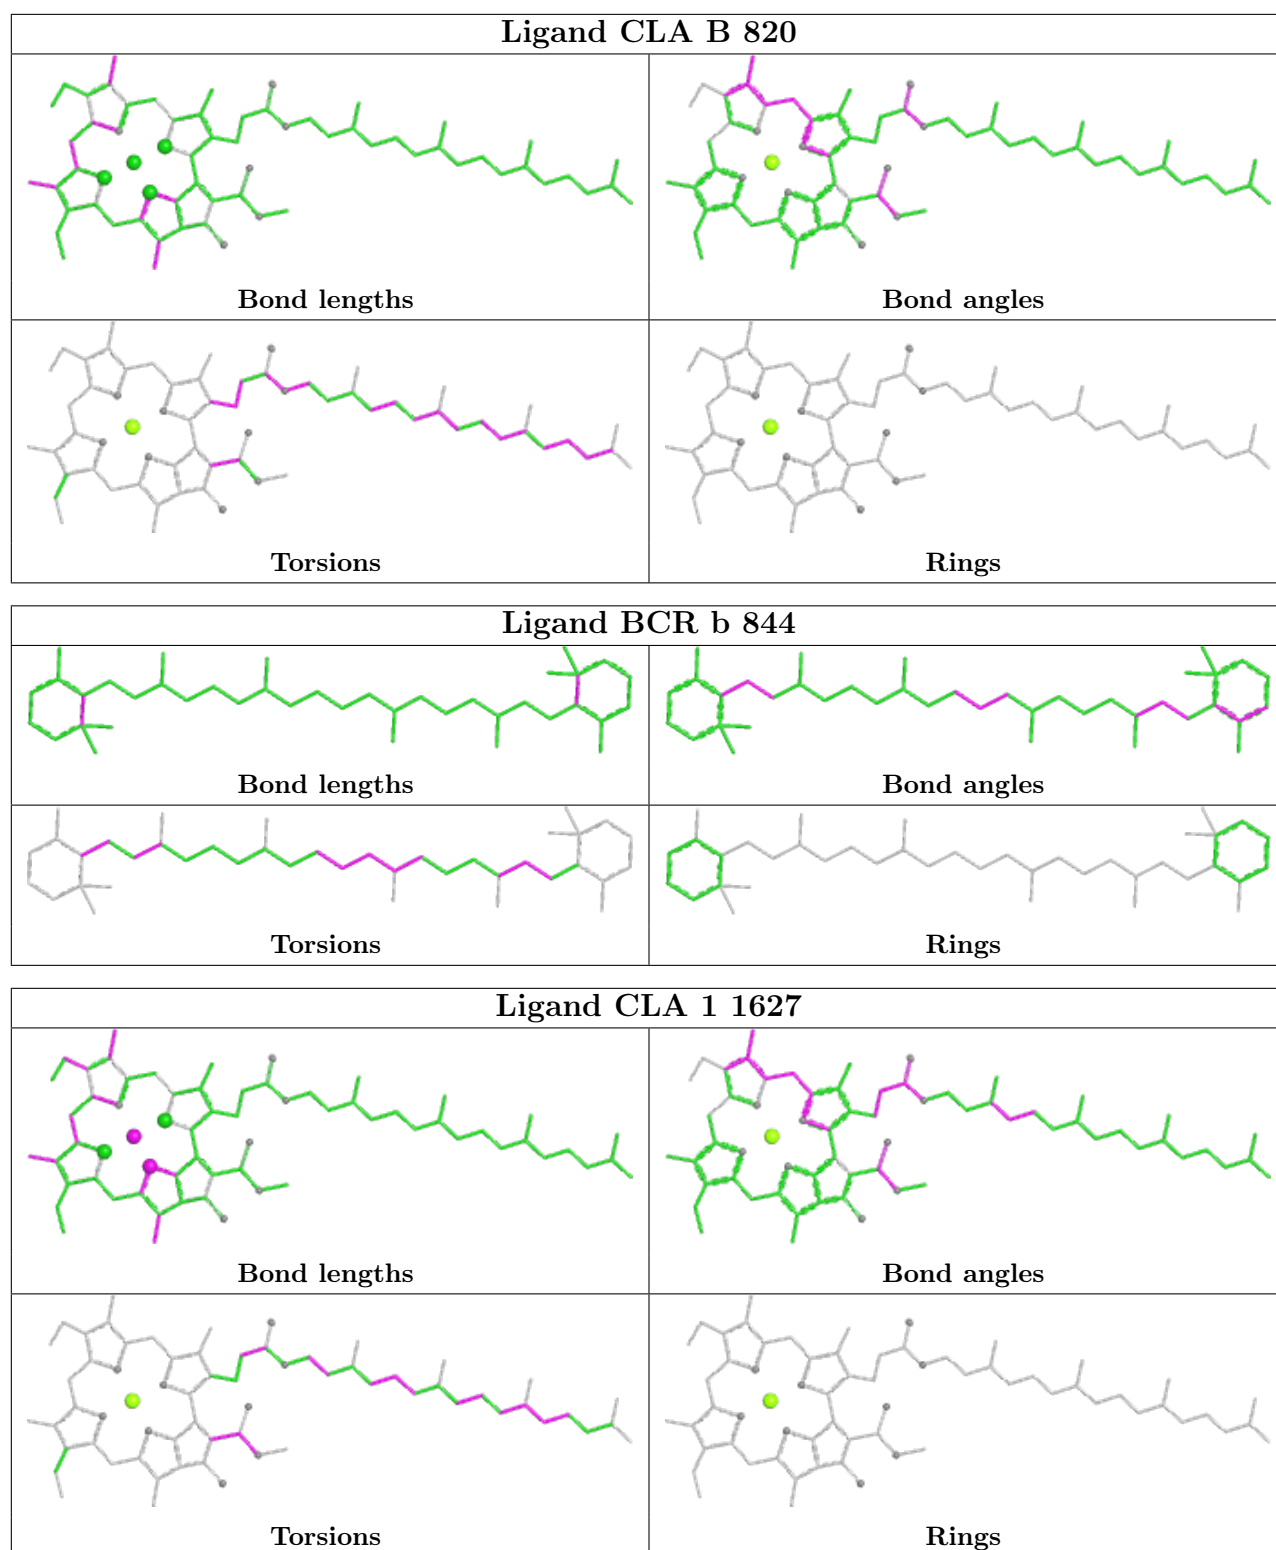 Ligand CLA B 820
Bond lengths
Bond angles
Torsions
Rings
Ligand BCR b 844
Bond lengths
Bond angles
Torsions
Rings
Ligand CLA 1 1627
Bond lengths
Bond angles
Torsions
Rings